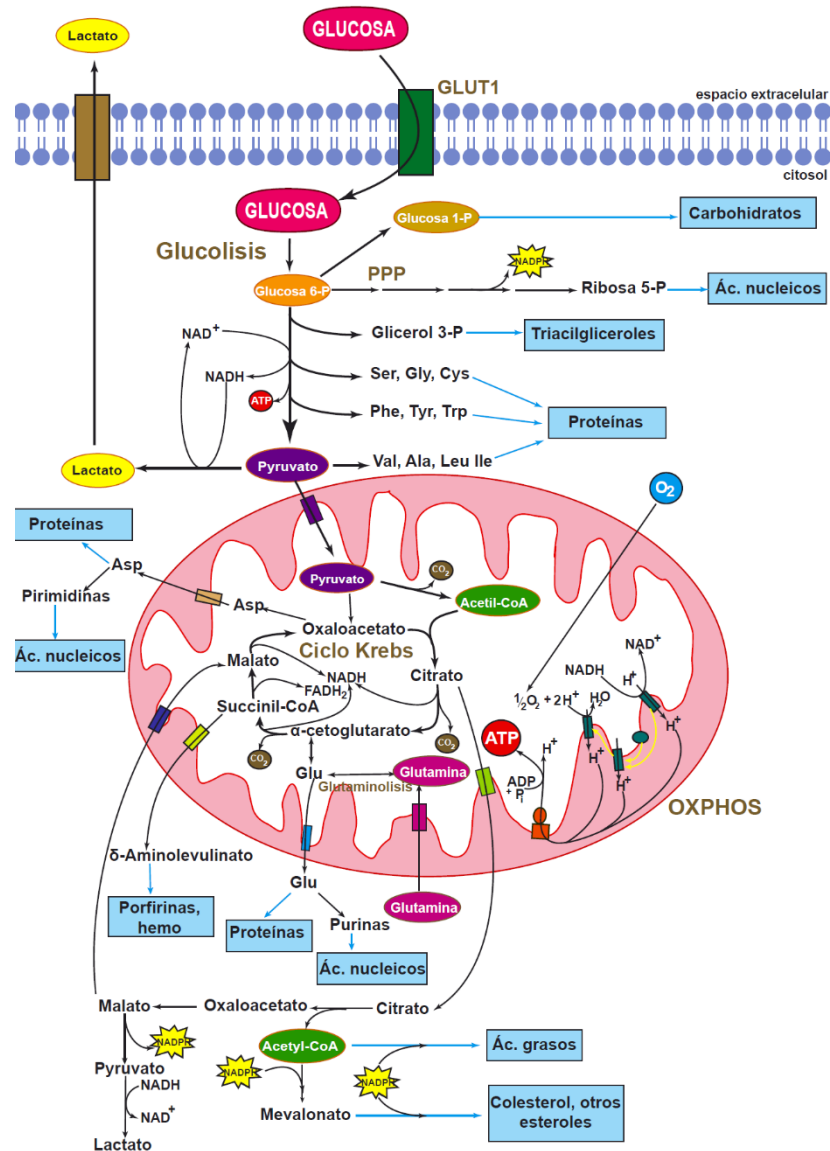 GLUCOSA
Lactato
GLUT1
espacio extracelular
citosol
GLUCOSA
Glucosa 1-P
Carbohidratos
Glucolisis
PPP
NADPH
Glucosa 6-P
Ribosa 5-P
Ác. nucleicos
NAD+
Glicerol 3-P
Triacilgliceroles
NADH
Ser, Gly, Cys
ATP
Phe, Tyr, Trp
Proteínas
Lactato
Pyruvato
Val, Ala, Leu Ile
O2
Proteínas
Asp
Pyruvato
CO2
Acetil-CoA
Pirimidinas
Asp
Oxaloacetato
Ác. nucleicos
Ciclo Krebs
Malato
NADH
FADH2
Citrato
NADH
NAD+
H+
Succinil-CoA
½O2 + 2H+
H2O
H+
α-cetoglutarato
CO2
CO2
ATP
H+
H+
H+
Glu
Glutamina
Glutaminolisis
ADP
+ Pi
OXPHOS
δ-Aminolevulinato
Glu
Porfirinas,
hemo
Proteínas
Purinas
Glutamina
Ác. nucleicos
Malato
Oxaloacetato
Citrato
NADPH
Acetyl-CoA
Ác. grasos
Pyruvato
NADH
NADPH
NADPH
NAD+
Mevalonato
Colesterol, otros
esteroles
Lactato